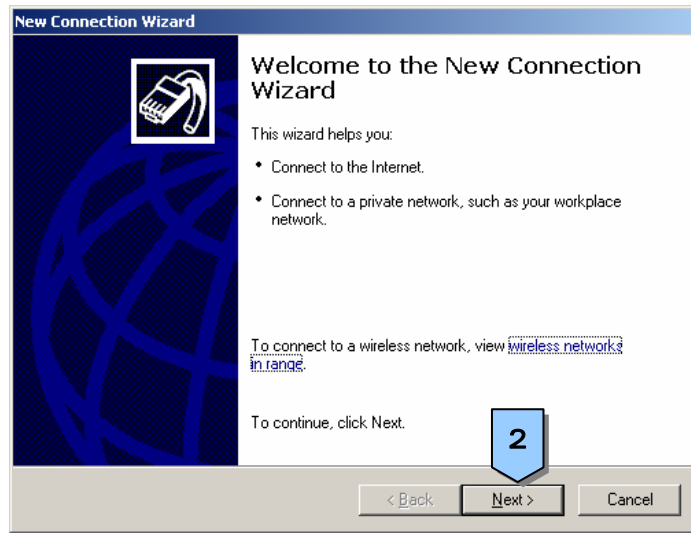 New Connection Wizard
Welcome to the New Connection
Wizard
This wizard helps you:
• Connect to the Internet.
• Connect to a private network, such as your workplace
network.
To connect to a wireless network, view wireless networks
in range.
To continue, click Next.
2
< Back
Next >
Cancel